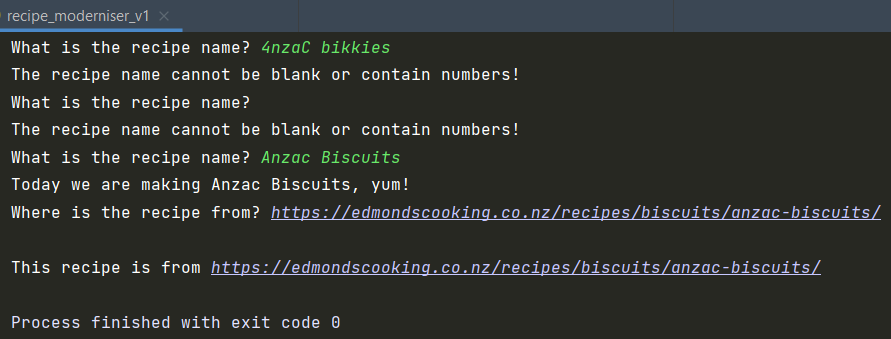 recipe_moderniser_v1
What is the recipe name? 4nzaC bikkies
The recipe name cannot be blank or contain numbers!
What is the recipe name?
The recipe name cannot be blank or contain numbers!
What is the recipe name? Anzac Biscuits
Today we are making Anzac Biscuits, yum!
Where is the recipe from? https://edmondscooking.co.nz/recipes/biscuits/anzac-biscuits/
This recipe is from https://edmondscooking.co.nz/recipes/biscuits/anzac-biscuits/
Process finished with exit code 0